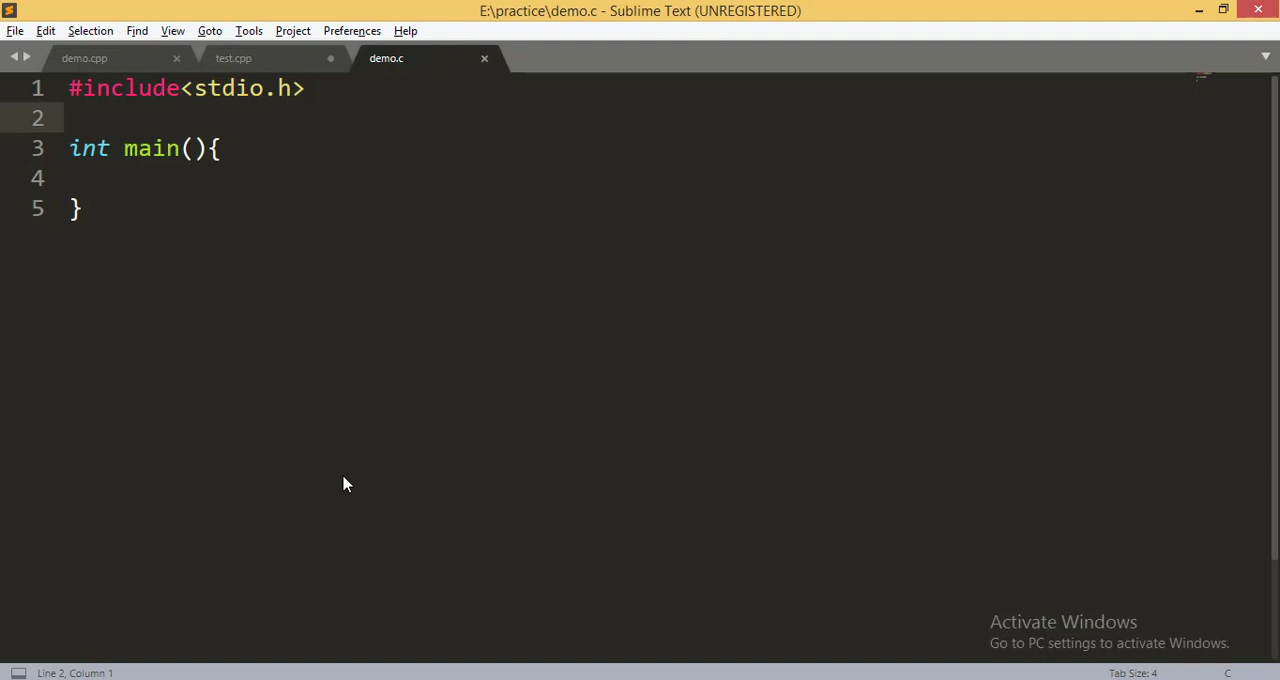 E:\practice\demo.c - Sublime Text (UNREGISTERED)
File Edit Selection Find View Goto Tools Project Preferences Help
demo.cpp test.cpp demo.c
1 #include<stdio.h>
2
3 int main(){
4
5 }
Activate Windows
Go to PC settings to activate Windows.
Line 2, Column 1 Tab Size: 4 C